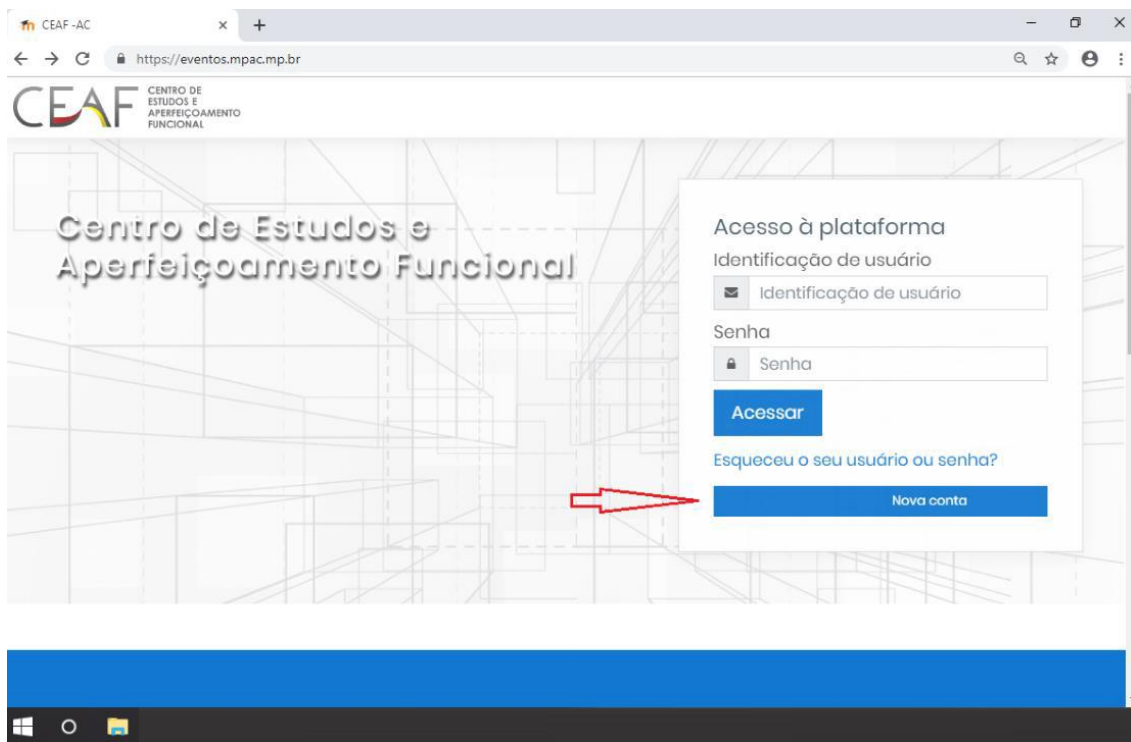 CEAF -AC
https://eventos.mpac.mp.br
CEAF
CENTRO DE
ESTUDOS E
APERFEIÇOAMENTO
FUNCIONAL
Centro de Estudos e
Aperfeiçoamento Funcional
Acesso à plataforma
Identificação de usuário
Identificação de usuário
Senha
Senha
Acessar
Esqueceu o seu usuário ou senha?
Nova conta